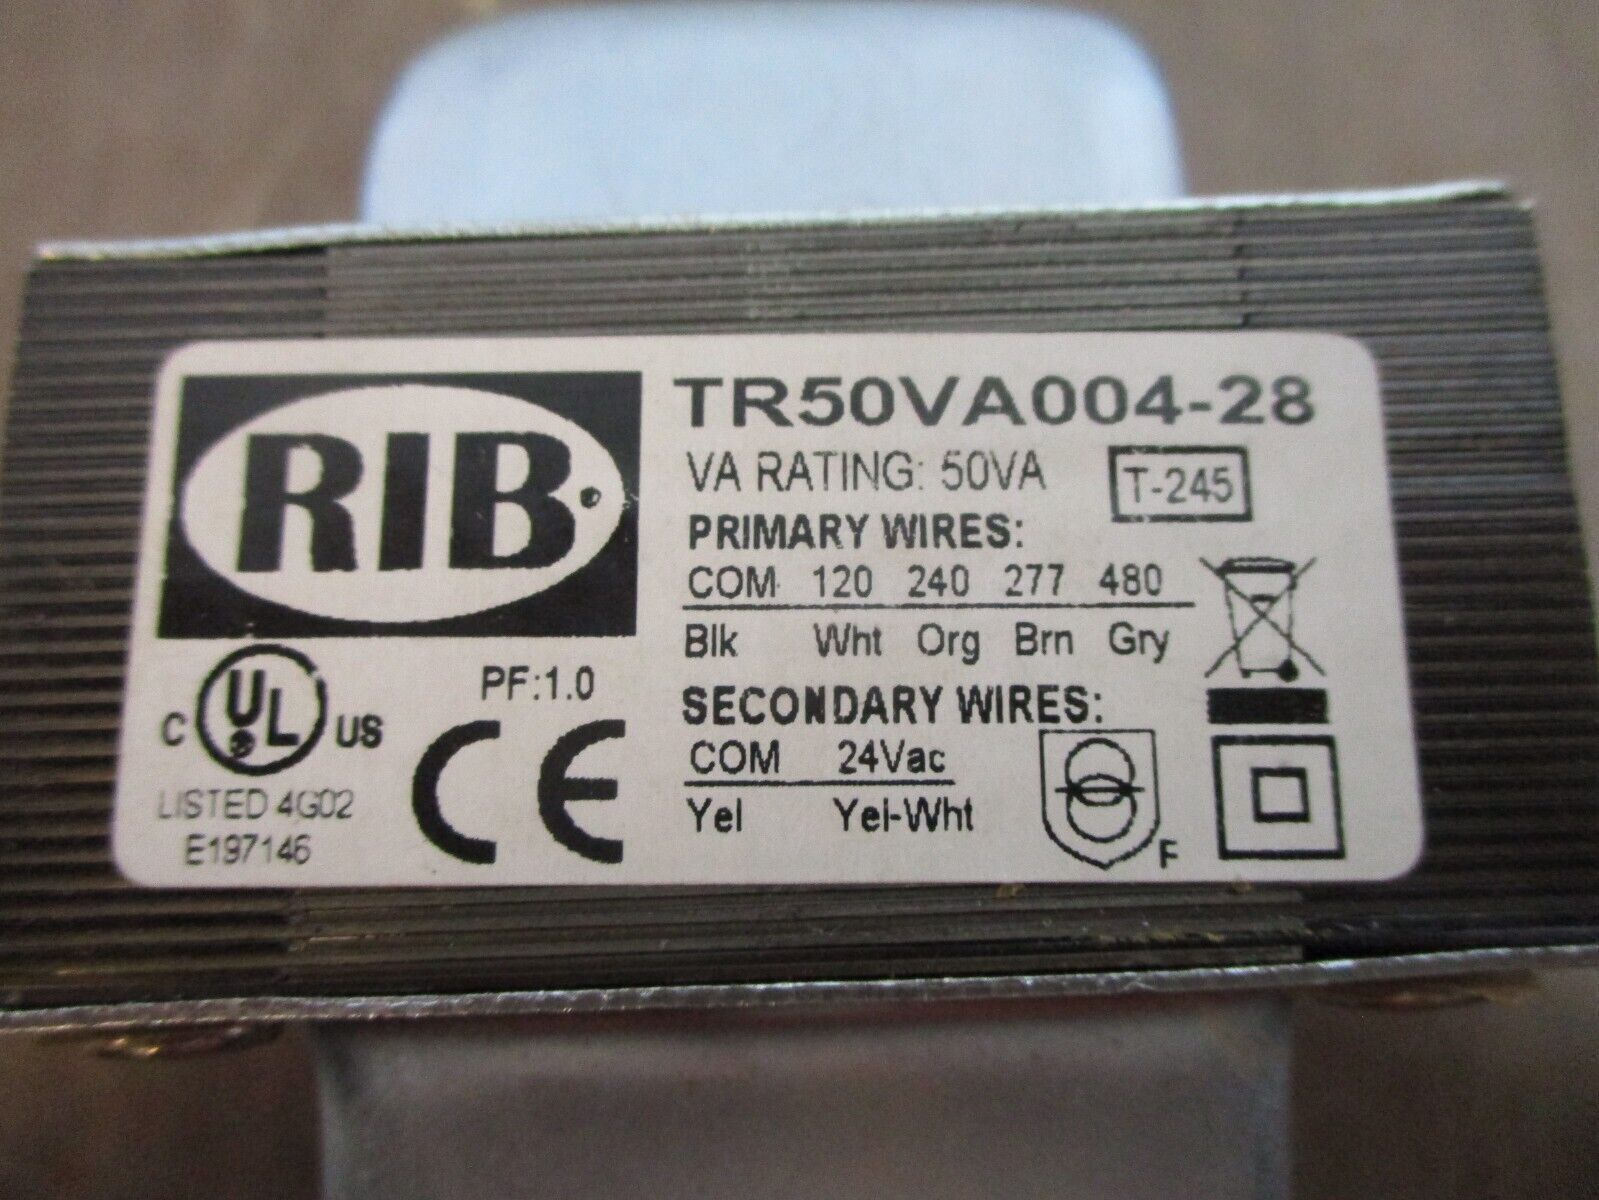 RIB
TR50VA004-28
VA RATING: 50VA
T-245
PRIMARY WIRES:
COM 120 240 277 480
Blk Wht Org Brn Gry
SECONDARY WIRES:
COM 24Vac
Yel Yel-Wht
PF:1.0
C UL US
LISTED 4G02
E197146
CE
F